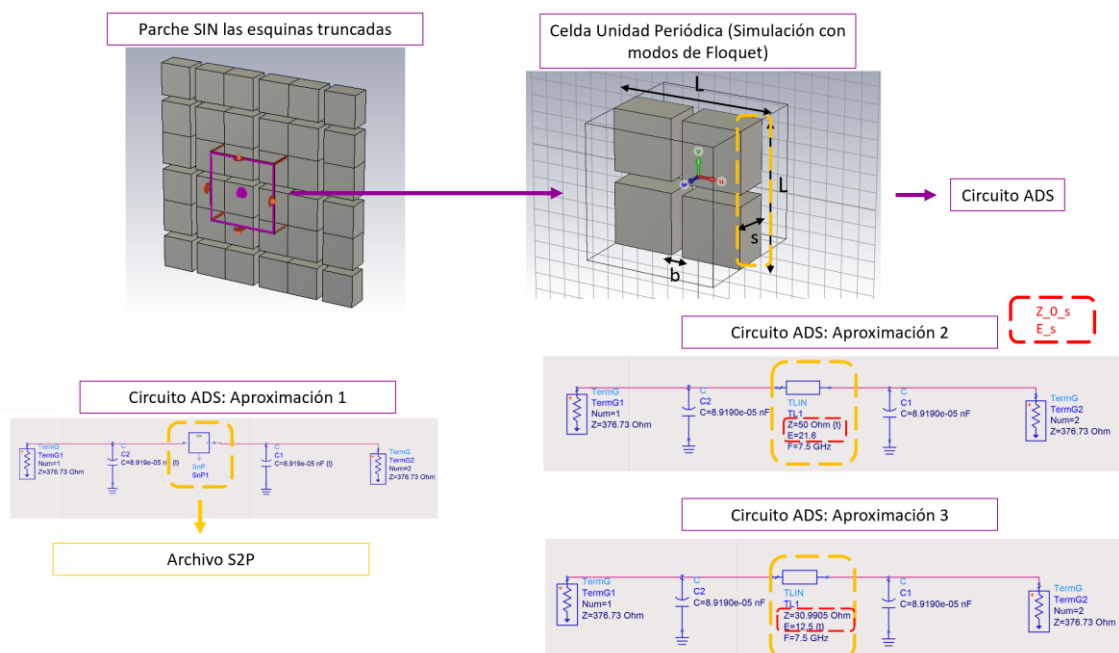 Parche SIN las esquinas truncadas
Celda Unidad Periódica (Simulación con
modos de Floquet)
L
L
s
b
Circuito ADS
Circuito ADS: Aproximación 2
Z_0_s
E_s
TermG
TermG1
Num=1
Z=376.73 Ohm
C
C2
C=8.9190e-05 nF
TLIN
TL1
Z=50 Ohm {t}
E=21.6
F=7.5 GHz
C
C1
C=8.9190e-05 nF
TermG
TermG2
Num=2
Z=376.73 Ohm
Circuito ADS: Aproximación 1
TermG
TermG1
Num=1
Z=376.73 Ohm
C
C2
C=8.919e-05 nF {t}
SnP
SnP1
C
C1
C=8.919e-05 nF {t}
TermG
TermG2
Num=2
Z=376.73 Ohm
Archivo S2P
Circuito ADS: Aproximación 3
TermG
TermG1
Num=1
Z=376.73 Ohm
C
C2
C=8.9190e-05 nF
TLIN
TL1
Z=30.9905 Ohm
E=12.5 {t}
F=7.5 GHz
C
C1
C=8.9190e-05 nF
TermG
TermG2
Num=2
Z=376.73 Ohm